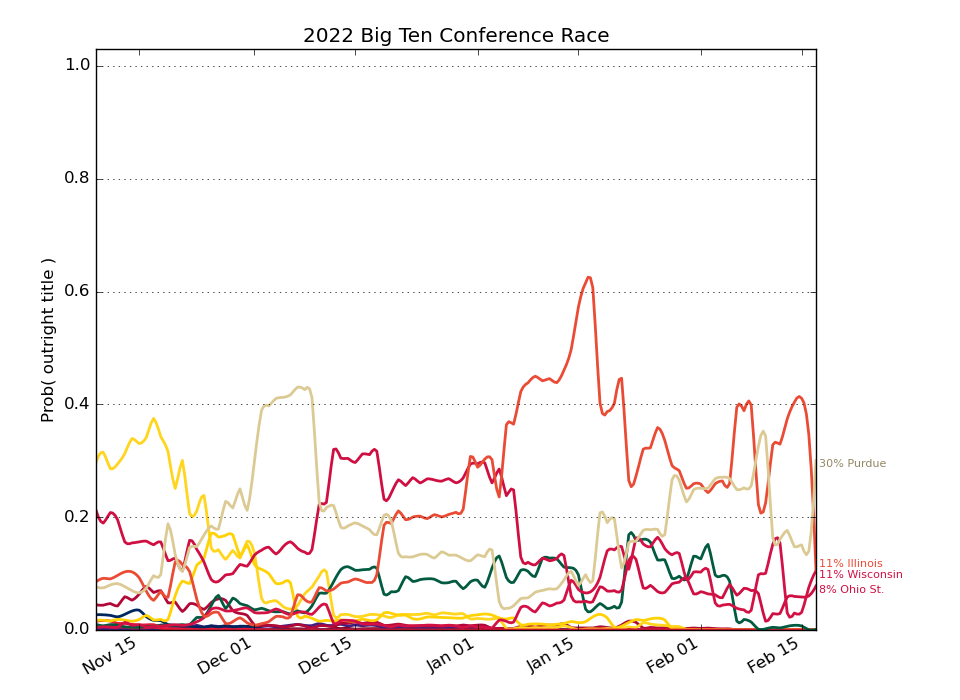 2022 Big Ten Conference Race
Prob( outright title )
1.0
0.8
0.6
0.4
0.2
0.0
30% Purdue
11% Illinois
11% Wisconsin
8% Ohio St.
Nov 15
Dec 01
Dec 15
Jan 01
Jan 15
Feb 01
Feb 15